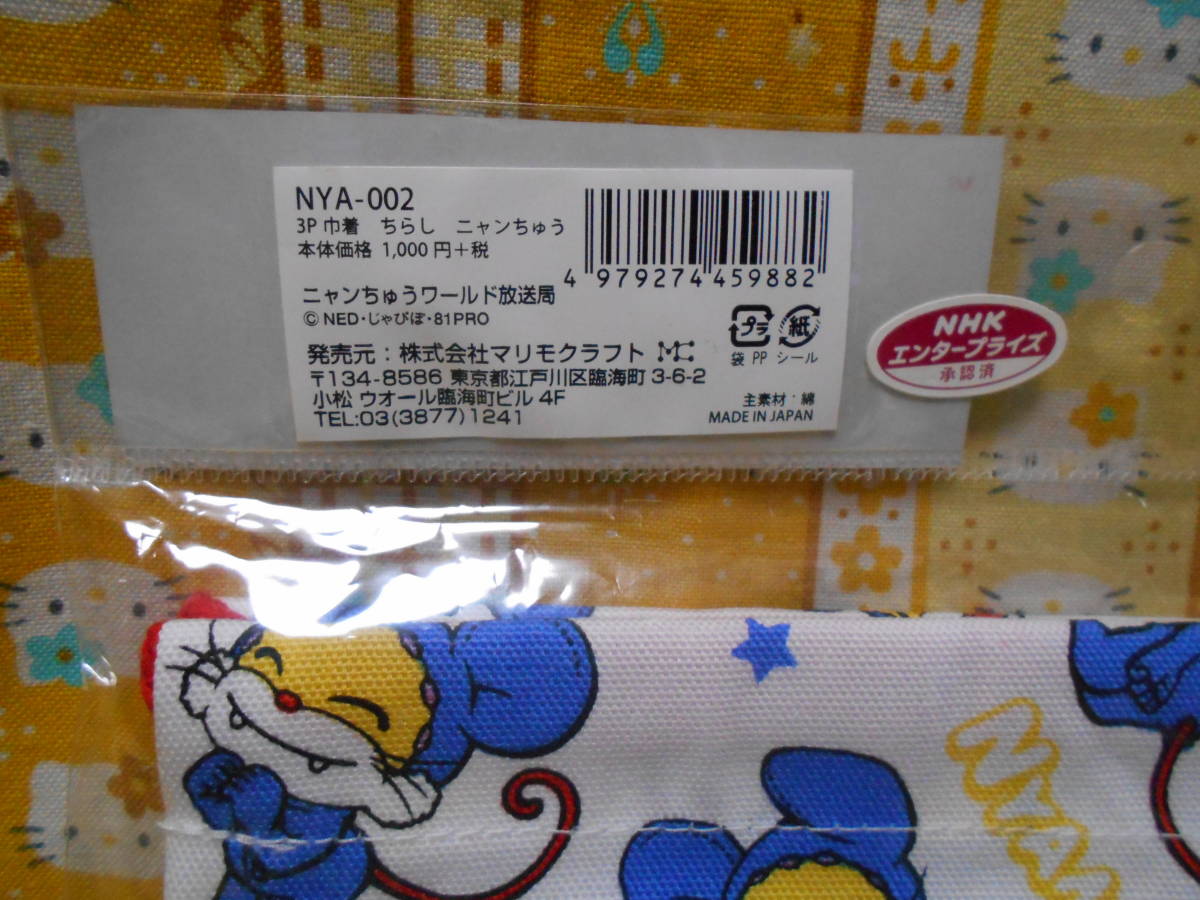 NYA-002
3P 巾着 ちらし ニャンちゅう
本体価格 1,000円+税
4 979274 459882
ニャンちゅうワールド放送局
© NED・じゃぴぽ・81PRO
発売元:株式会社マリモクラフト MC
〒134-8586 東京都江戸川区臨海町 3-6-2
小松 ウオール臨海町ビル 4F
TEL:03(3877)1241
プラ 紙
袋 PP シール
主素材:綿
MADE IN JAPAN
NHK
エンタープライズ
承認済
NYAN